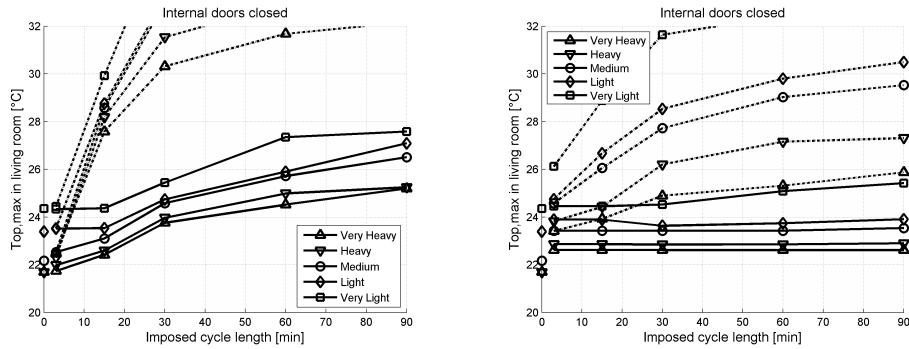 Internal doors closed
32
30
28
26
24
22
20
Top,max in living room [°C]
0 10 20 30 40 50 60 70 80 90
Imposed cycle length [min]
Very Heavy
Heavy
Medium
Light
Very Light
Internal doors closed
32
30
28
26
24
22
20
Top,max in living room [°C]
0 10 20 30 40 50 60 70 80 90
Imposed cycle length [min]
Very Heavy
Heavy
Medium
Light
Very Light